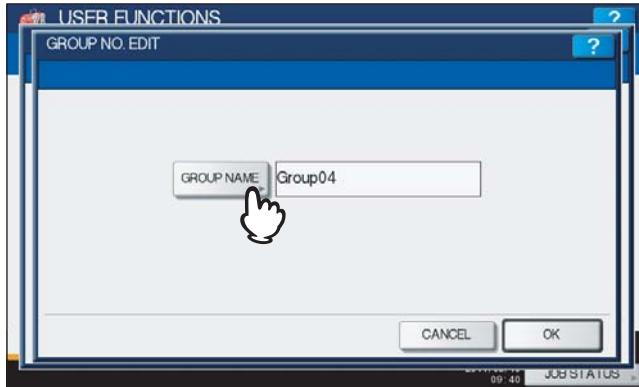 USER FUNCTIONS
?
GROUP NO. EDIT
?
GROUP NAME
Group04
CANCEL
OK
09:40
JOB STATUS